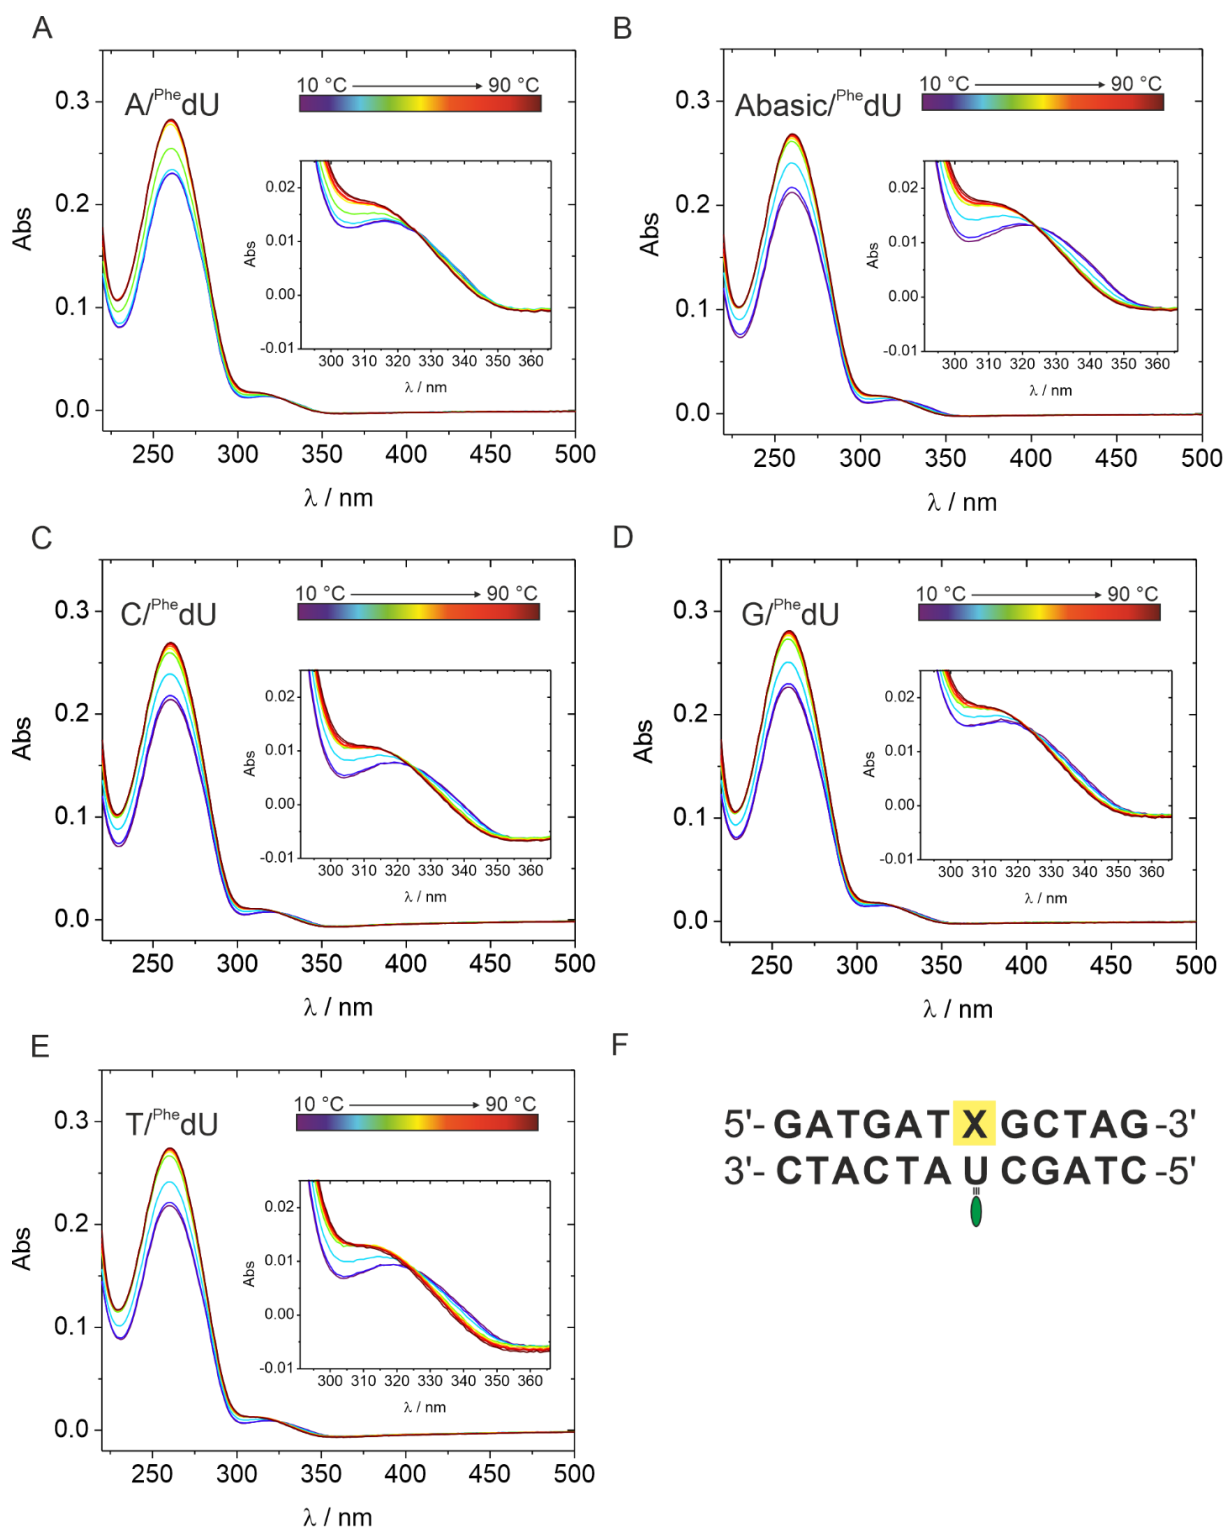 A
A/PhedU
10 °C 90 °C
Abs
0.3
0.2
0.1
0.0
250 300 350 400 450 500
λ / nm
Abs
0.02
0.01
0.00
-0.01
300 310 320 330 340 350 360
λ / nm
B
Abasic/PhedU
10 °C 90 °C
Abs
0.3
0.2
0.1
0.0
250 300 350 400 450 500
λ / nm
Abs
0.02
0.01
0.00
-0.01
300 310 320 330 340 350 360
λ / nm
C
C/PhedU
10 °C 90 °C
Abs
0.3
0.2
0.1
0.0
250 300 350 400 450 500
λ / nm
Abs
0.02
0.01
0.00
-0.01
300 310 320 330 340 350 360
λ / nm
D
G/PhedU
10 °C 90 °C
Abs
0.3
0.2
0.1
0.0
250 300 350 400 450 500
λ / nm
Abs
0.02
0.01
0.00
-0.01
300 310 320 330 340 350 360
λ / nm
E
T/PhedU
10 °C 90 °C
Abs
0.3
0.2
0.1
0.0
250 300 350 400 450 500
λ / nm
Abs
0.02
0.01
0.00
-0.01
300 310 320 330 340 350 360
λ / nm
F
5'- GATGAT X GCTAG -3'
3'- CTACTA U CGATC -5'